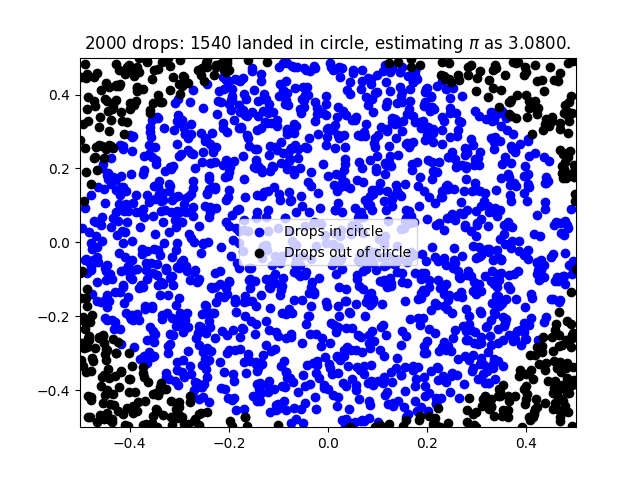 2000 drops: 1540 landed in circle, estimating π as 3.0800.
0.4
0.2
0.0
−0.2
−0.4
Drops in circle
Drops out of circle
−0.4 −0.2 0.0 0.2 0.4